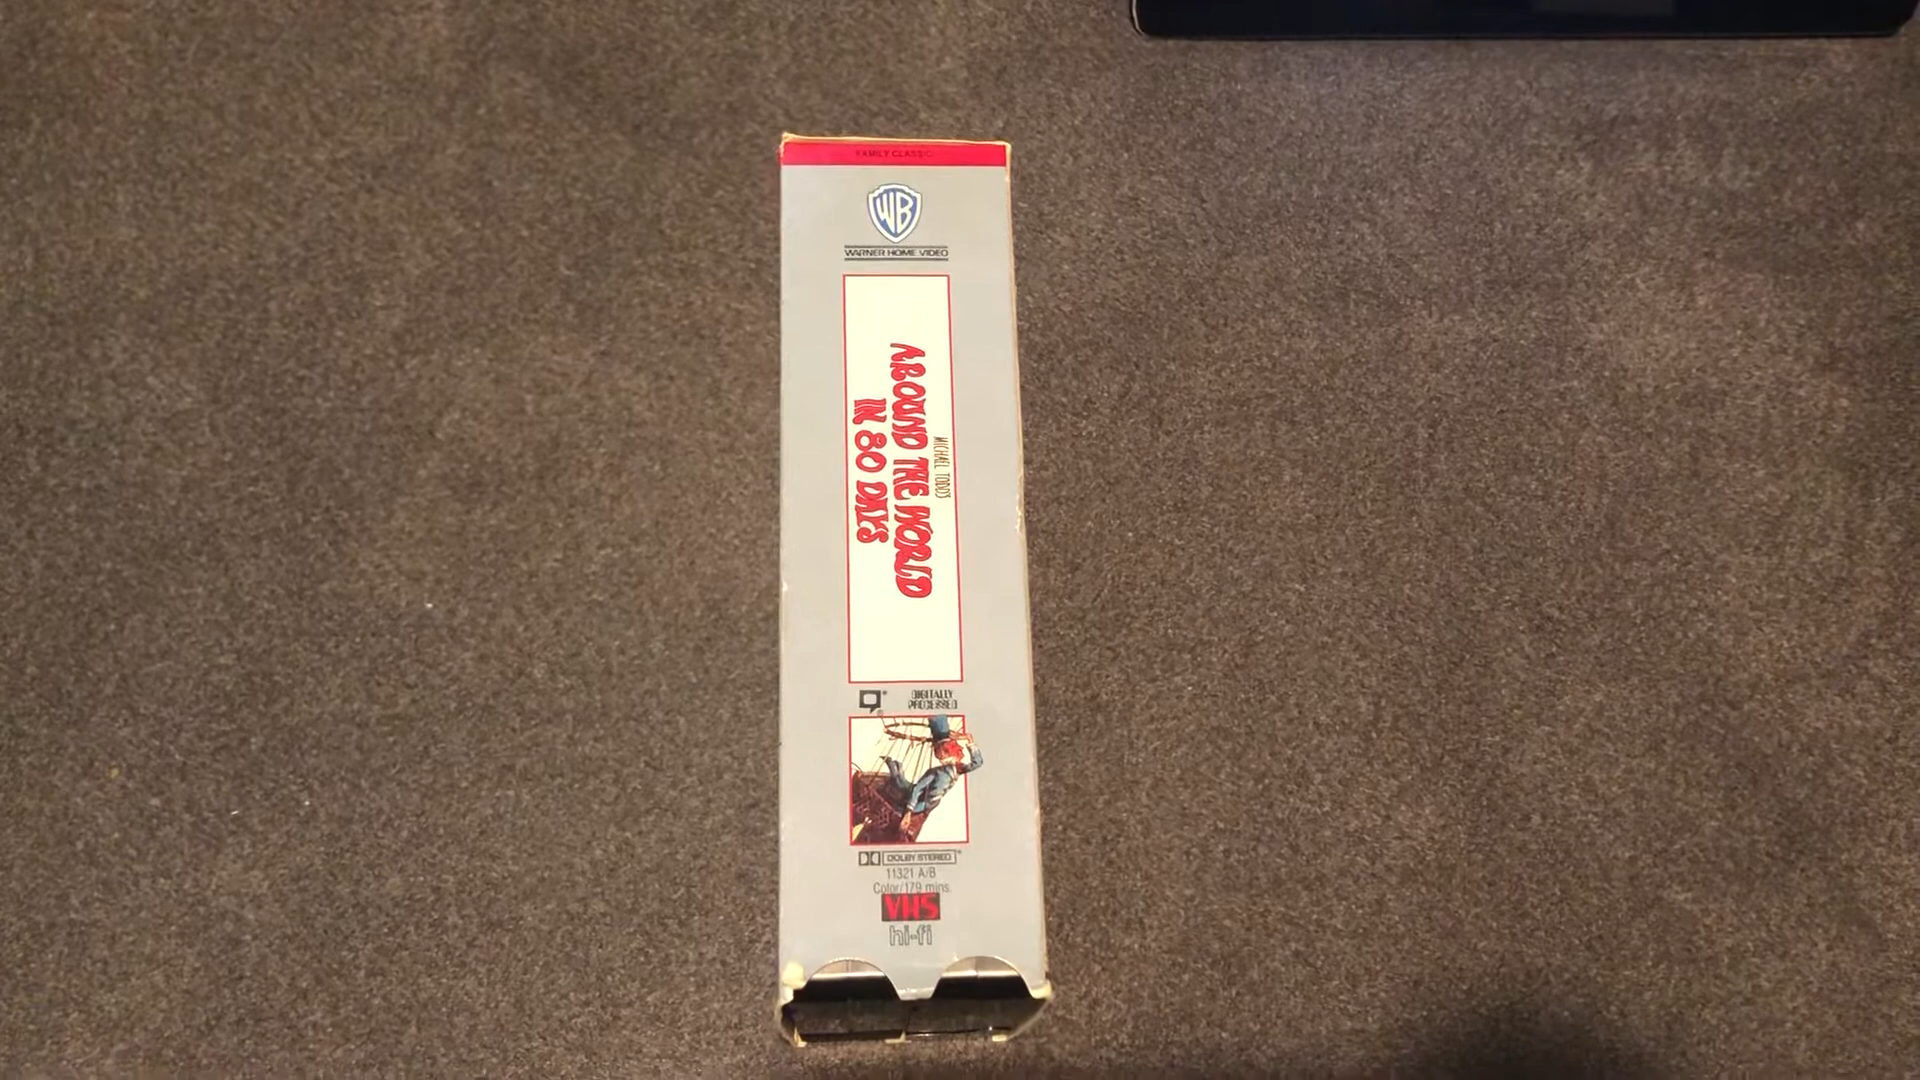 FAMILY CLASSIC
WB
WARNER HOME VIDEO
MICHAEL TODD'S
AROUND THE WORLD
IN 80 DAYS
DIGITALLY
PROCESSED
DOLBY STEREO
11321 A/B
Color/179 mins.
VHS
hi-fi